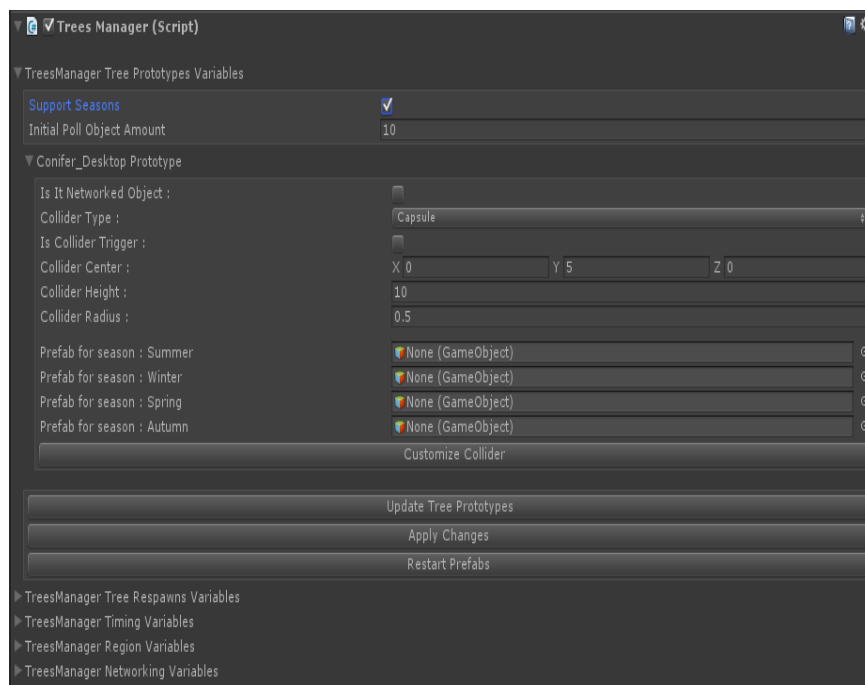 Trees Manager (Script)
TreesManager Tree Prototypes Variables
Support Seasons
Initial Poll Object Amount 10
Conifer_Desktop Prototype
Is It Networked Object :
Collider Type : Capsule
Is Collider Trigger :
Collider Center : X 0 Y 5 Z 0
Collider Height : 10
Collider Radius : 0.5
Prefab for season : Summer None (GameObject)
Prefab for season : Winter None (GameObject)
Prefab for season : Spring None (GameObject)
Prefab for season : Autumn None (GameObject)
Customize Collider
Update Tree Prototypes
Apply Changes
Restart Prefabs
TreesManager Tree Respawns Variables
TreesManager Timing Variables
TreesManager Region Variables
TreesManager Networking Variables